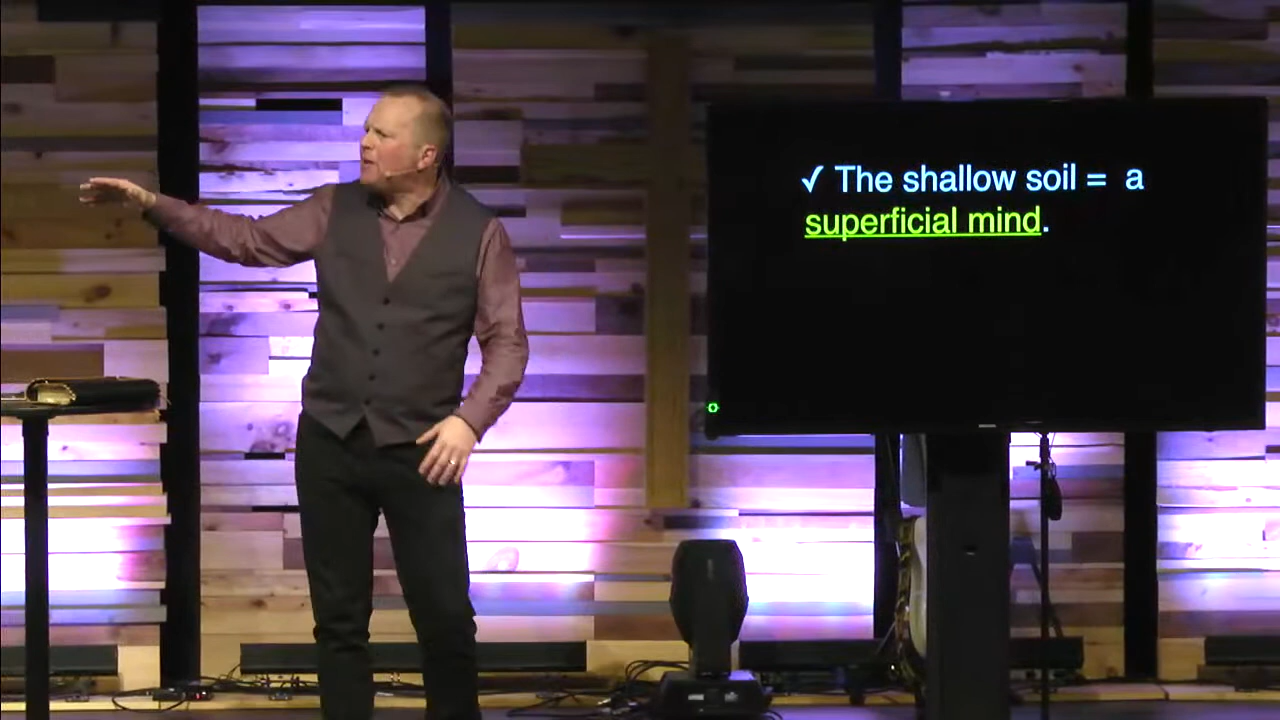 ✓ The shallow soil = a
superficial mind.